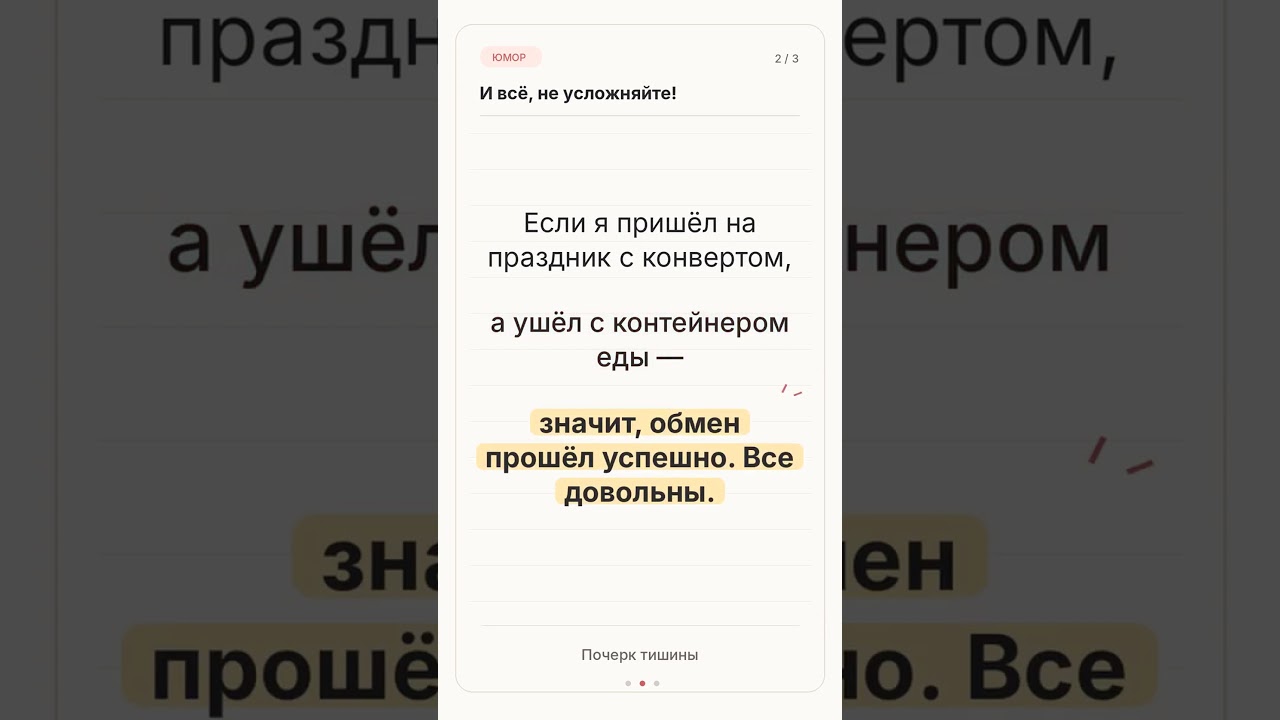 ЮМОР
2 / 3
И всё, не усложняйте!
Если я пришёл на
праздник с конвертом,
а ушёл с контейнером
еды —
значит, обмен
прошёл успешно. Все
довольны.
Почерк тишины